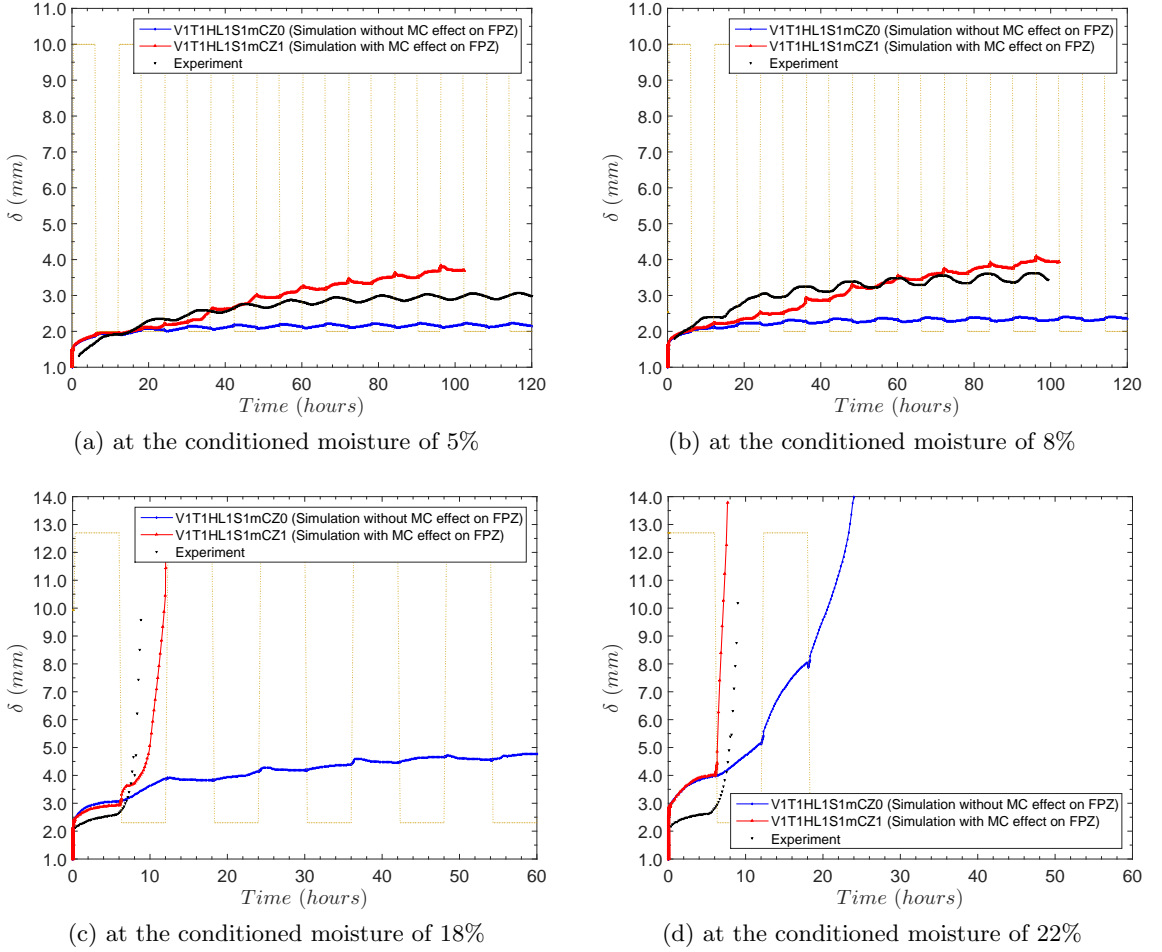 10.0
9.0
8.0
7.0
6.0
5.0
4.0
3.0
2.0
1.0
δ (mm)
V1T1HL1S1mCZ0 (Simulation without MC effect on FPZ)
V1T1HL1S1mCZ1 (Simulation with MC effect on FPZ)
Experiment
0 20 40 60 80 100 120
Time (hours)
(a) at the conditioned moisture of 5%
11.0
10.0
9.0
8.0
7.0
6.0
5.0
4.0
3.0
2.0
1.0
δ (mm)
V1T1HL1S1mCZ0 (Simulation without MC effect on FPZ)
V1T1HL1S1mCZ1 (Simulation with MC effect on FPZ)
Experiment
0 20 40 60 80 100 120
Time (hours)
(b) at the conditioned moisture of 8%
14.0
13.0
12.0
11.0
10.0
9.0
8.0
7.0
6.0
5.0
4.0
3.0
2.0
1.0
δ (mm)
V1T1HL1S1mCZ0 (Simulation without MC effect on FPZ)
V1T1HL1S1mCZ1 (Simulation with MC effect on FPZ)
Experiment
0 10 20 30 40 50 60
Time (hours)
(c) at the conditioned moisture of 18%
14.0
13.0
12.0
11.0
10.0
9.0
8.0
7.0
6.0
5.0
4.0
3.0
2.0
1.0
δ (mm)
V1T1HL1S1mCZ0 (Simulation without MC effect on FPZ)
V1T1HL1S1mCZ1 (Simulation with MC effect on FPZ)
Experiment
0 10 20 30 40 50 60
Time (hours)
(d) at the conditioned moisture of 22%